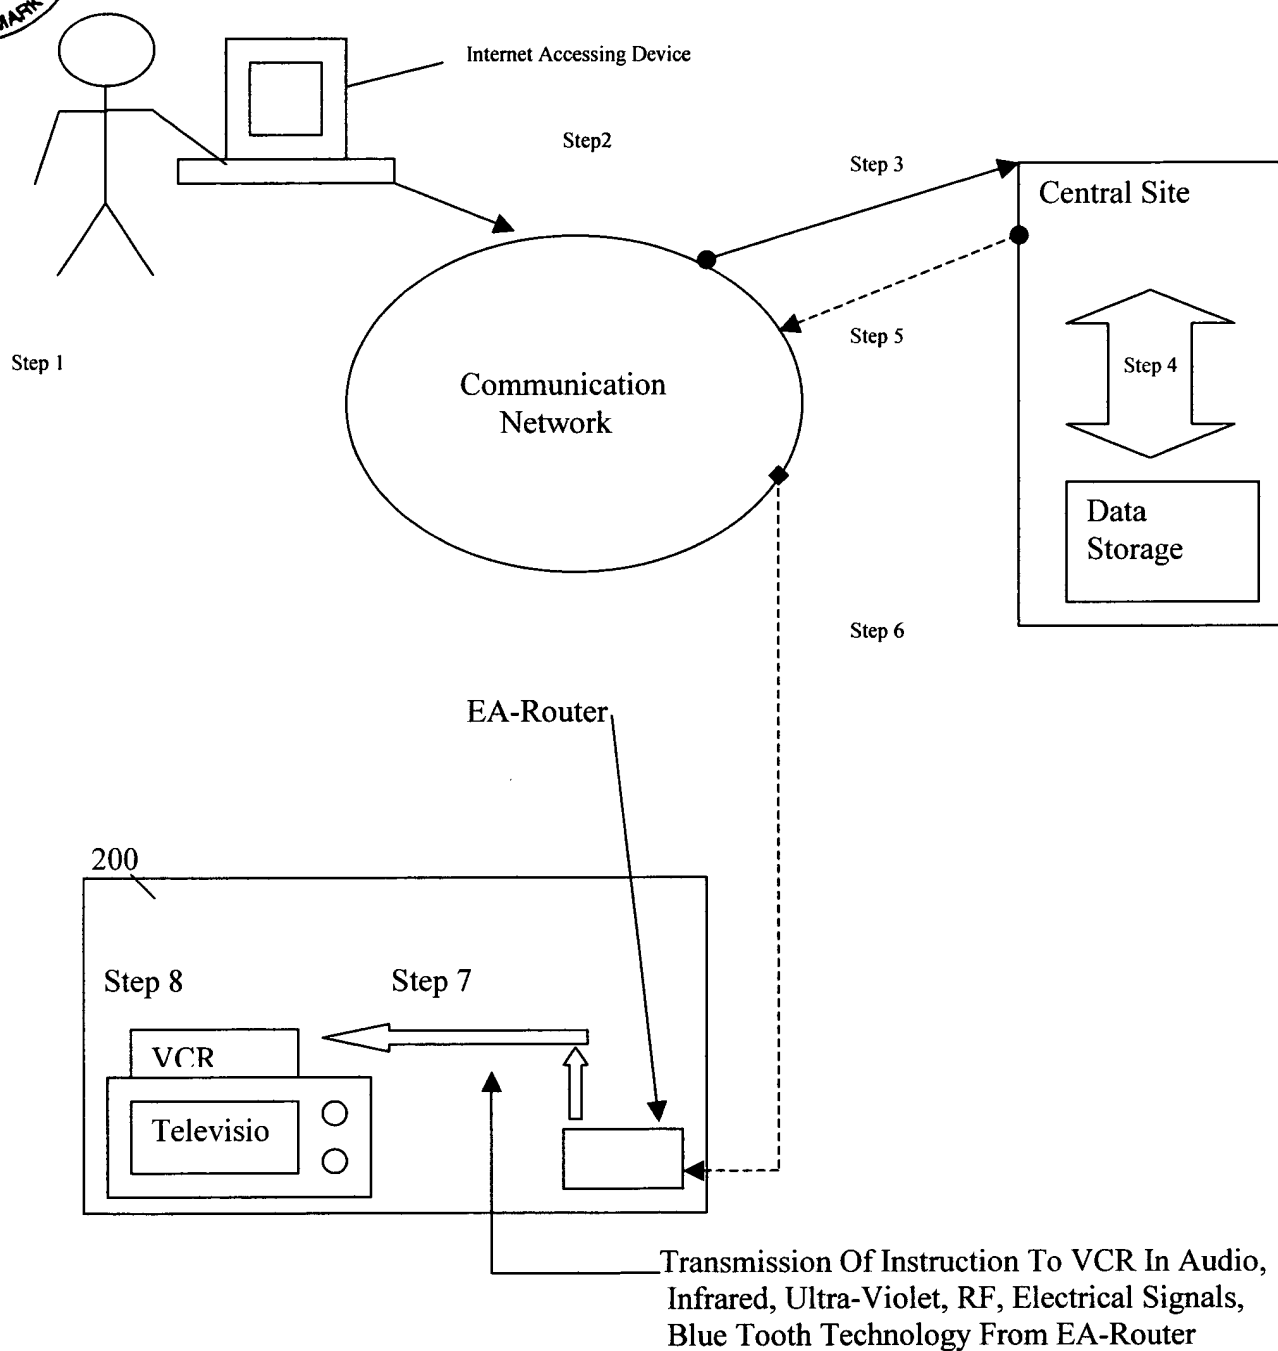 MARK
Internet Accessing Device
Step2
Step 3
Central Site
Step 5
Step 1
Step 4
Communication
Network
Data
Storage
Step 6
EA-Router
200
Step 8
Step 7
VCR
Televisio
Transmission Of Instruction To VCR In Audio,
Infrared, Ultra-Violet, RF, Electrical Signals,
Blue Tooth Technology From EA-Router